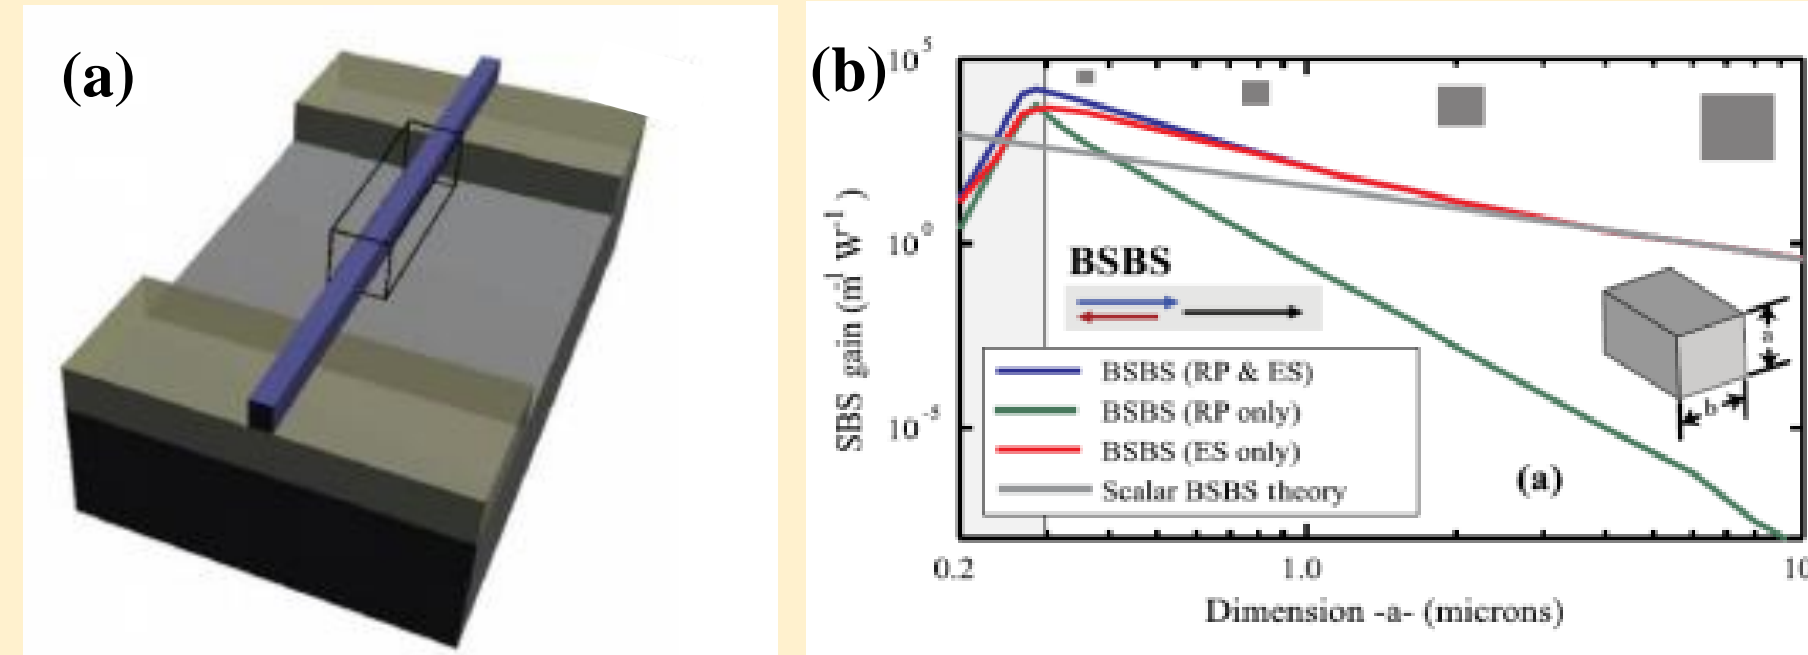 (a)
(b)
10^5
10^0
10^-5
SBS gain (m^-1 W^-1)
BSBS
BSBS (RP & ES)
BSBS (RP only)
BSBS (ES only)
Scalar BSBS theory
a
b
(a)
0.2
1.0
10
Dimension -a- (microns)